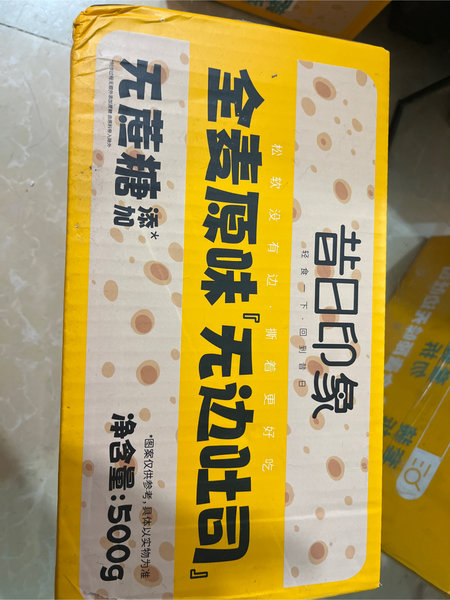 昔日印象
轻食一下·回到昔日
松软没有边·撕着更好吃
全麦原味『无边吐司』
无蔗糖添加*
*图案仅供参考,具体以实物为准
净含量:500g